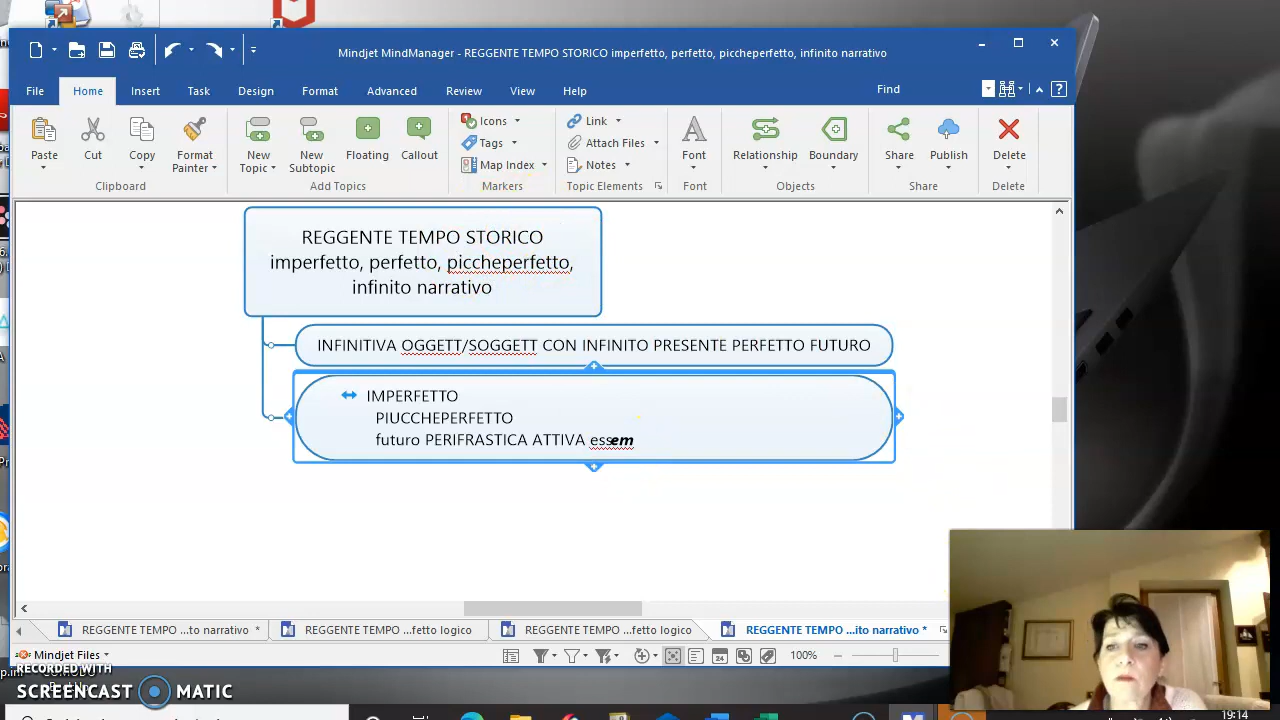 Mindjet MindManager - REGGENTE TEMPO STORICO imperfetto, perfetto, piccheperfetto, infinito narrativo
File Home Insert Task Design Format Advanced Review View Help Find
Paste Cut Copy Format Painter
New Topic New Subtopic Floating Callout
Icons
Tags
Map Index
Link
Attach Files
Notes
Font Relationship Boundary Share Publish Delete
Clipboard Add Topics Markers Topic Elements Font Objects Share Delete
REGGENTE TEMPO STORICO
imperfetto, perfetto, piccheperfetto,
infinito narrativo
INFINITIVA OGGETT/SOGGETT CON INFINITO PRESENTE PERFETTO FUTURO
IMPERFETTO
PIUCCHEPERFETTO
futuro PERIFRASTICA ATTIVA essem
REGGENTE TEMPO ...to narrativo * REGGENTE TEMPO ...fetto logico REGGENTE TEMPO ...fetto logico REGGENTE TEMPO ...ito narrativo *
Mindjet Files 100%
RECORDED WITH
SCREENCAST MATIC
19:14